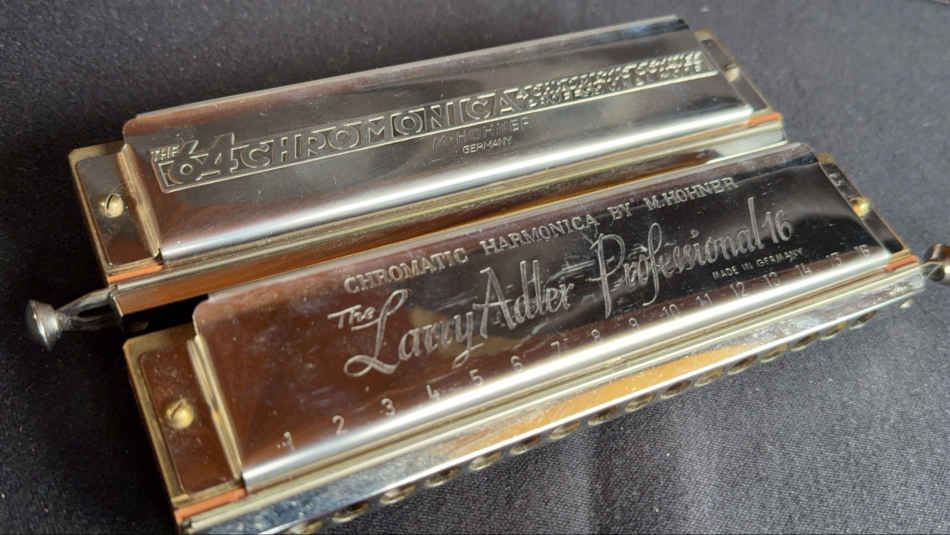 THE 64 CHROMONICA
M. HOHNER
GERMANY
CHROMATIC HARMONICA BY M. HOHNER
The Larry Adler Professional 16
MADE IN GERMANY
1 2 3 4 5 6 7 8 9 10 11 12 13 14 15 16